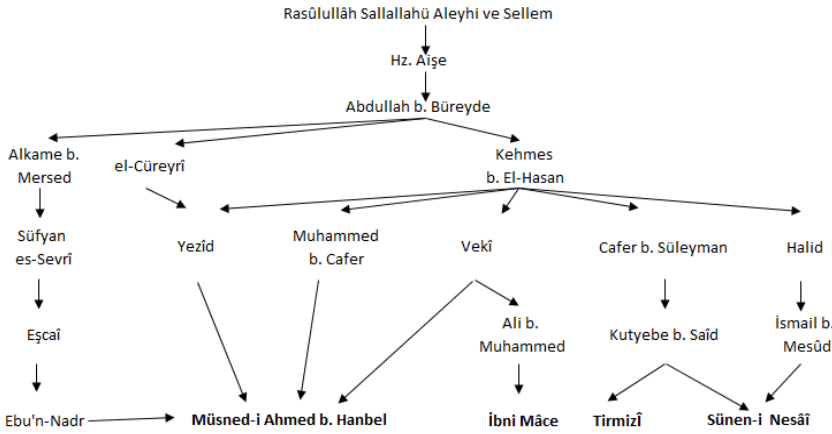 Rasûlullâh Sallallahü Aleyhi ve Sellem
Hz. Aişe
Abdullah b. Büreyde
Alkame b.
Mersed
el-Cüreyrî
Kehmes
b. El-Hasan
Süfyan
es-Sevrî
Yezîd
Muhammed
b. Cafer
Vekî
Cafer b. Süleyman
Halid
Eşcaî
Ali b.
Muhammed
Kutyebe b. Saîd
İsmail b.
Mesûd
Ebu'n-Nadr
Müsned-i Ahmed b. Hanbel
İbni Mâce
TirmizÎ
Sünen-i Nesâî